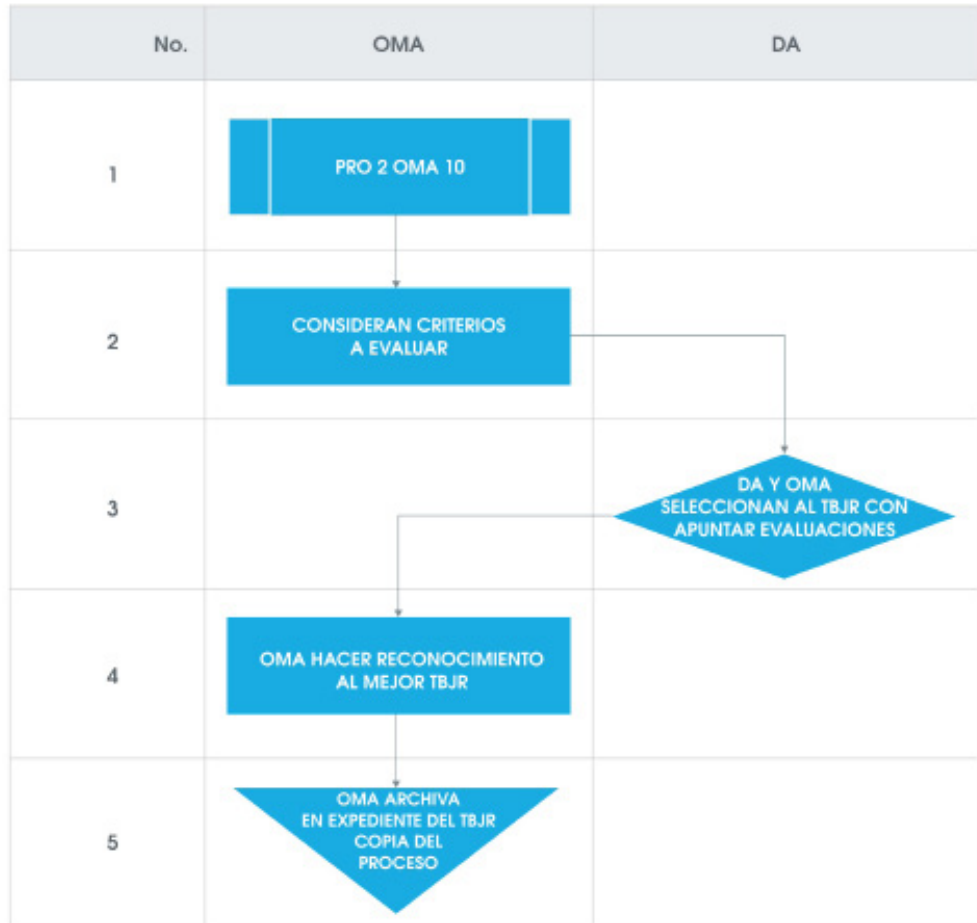 No. OMA DA
1 PRO 2 OMA 10
2 CONSIDERAN CRITERIOS
A EVALUAR
3 DA Y OMA
SELECCIONAN AL TBJR CON
APUNTAR EVALUACIONES
4 OMA HACER RECONOCIMIENTO
AL MEJOR TBJR
5 OMA ARCHIVA
EN EXPEDIENTE DEL TBJR
COPIA DEL
PROCESO